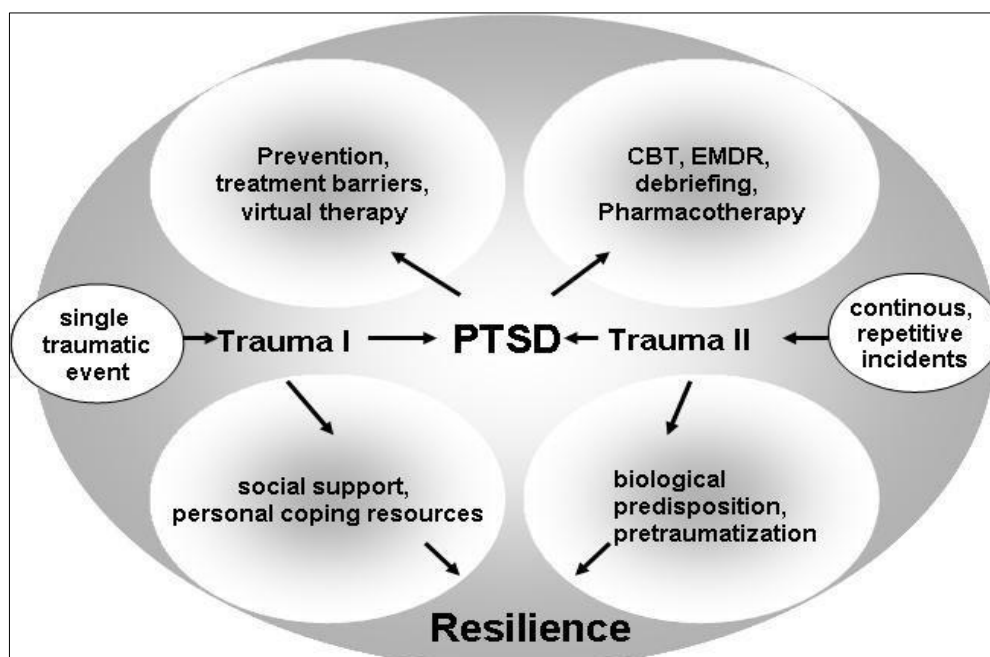 Prevention,
treatment barriers,
virtual therapy
CBT, EMDR,
debriefing,
Pharmacotherapy
single
traumatic
event
Trauma I
PTSD
Trauma II
continous,
repetitive
incidents
social support,
personal coping resources
biological
predisposition,
pretraumatization
Resilience